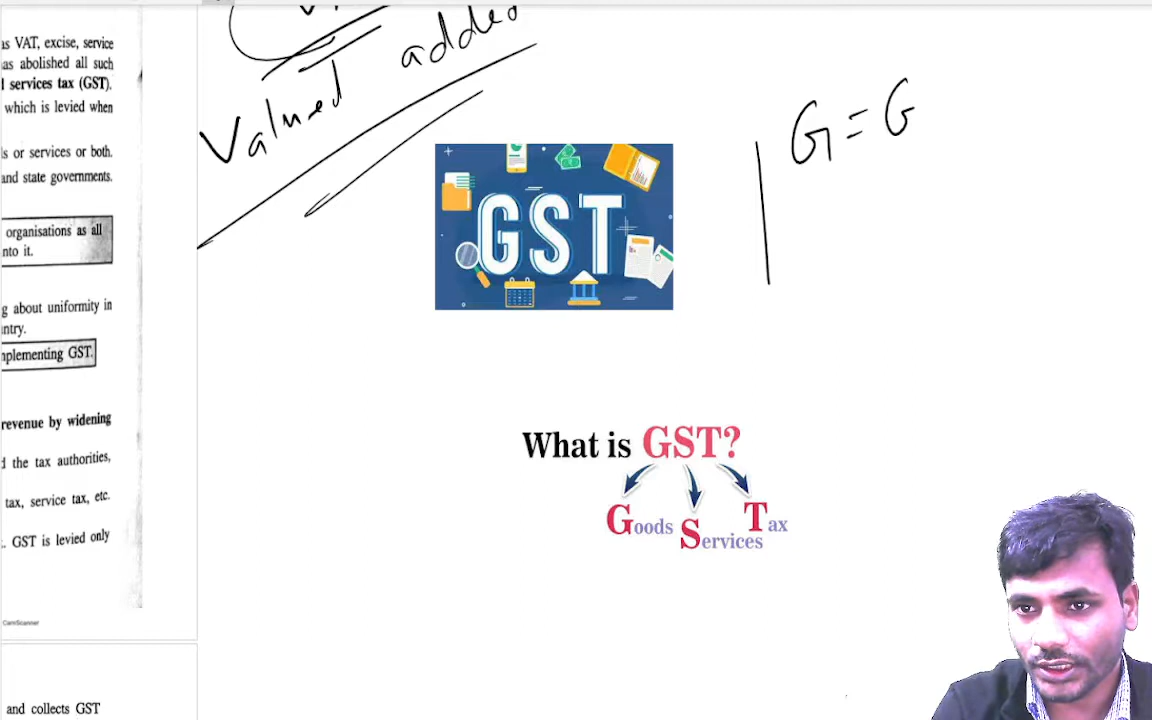 as VAT, excise, service
as abolished all such
services tax (GST).
which is levied when
ls or services or both.
and state governments.
organisations as all
nto it.
g about uniformity in
ntry.
mplementing GST.
revenue by widening
d the tax authorities,
tax, service tax, etc.
. GST is levied only
CamScanner
and collects GST
Valued added
GST
G = G
What is GST?
Goods Services Tax